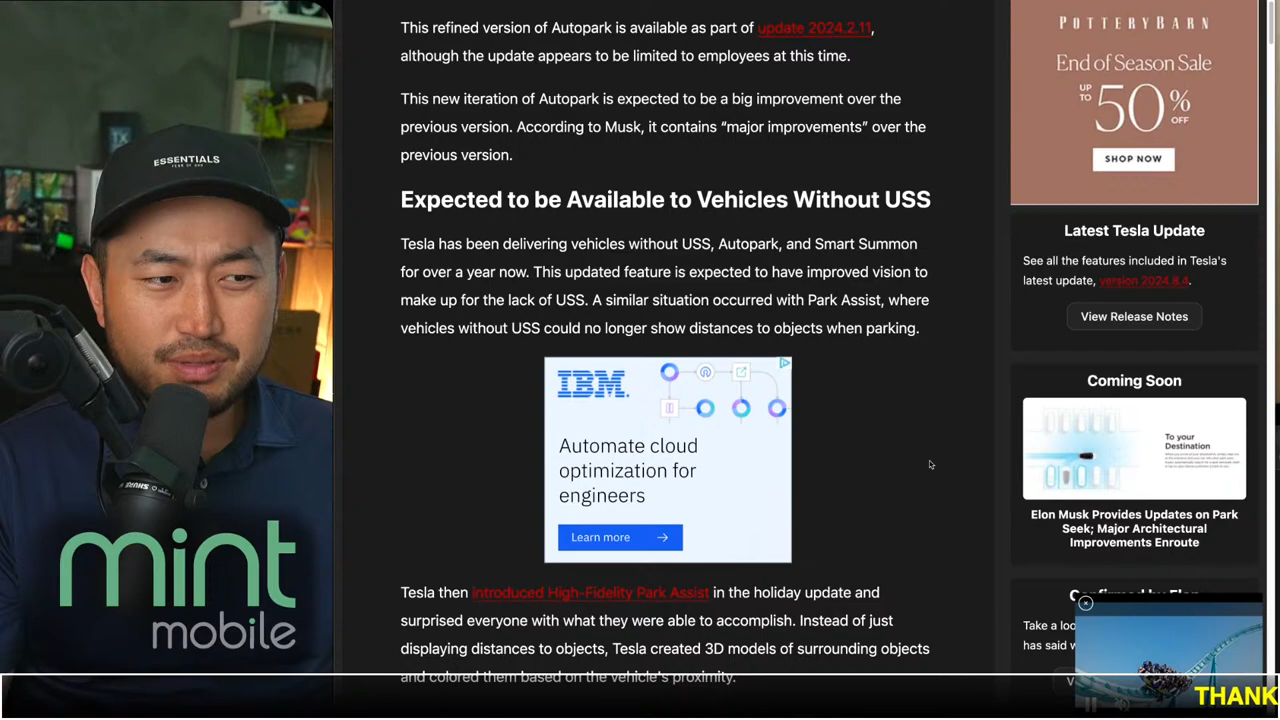 This refined version of Autopark is available as part of update 2024.2.11,
although the update appears to be limited to employees at this time.
This new iteration of Autopark is expected to be a big improvement over the
previous version. According to Musk, it contains “major improvements” over the
previous version.
Expected to be Available to Vehicles Without USS
Tesla has been delivering vehicles without USS, Autopark, and Smart Summon
for over a year now. This updated feature is expected to have improved vision to
make up for the lack of USS. A similar situation occurred with Park Assist, where
vehicles without USS could no longer show distances to objects when parking.
IBM.
Automate cloud
optimization for
engineers
Learn more
Tesla then introduced High-Fidelity Park Assist in the holiday update and
surprised everyone with what they were able to accomplish. Instead of just
displaying distances to objects, Tesla created 3D models of surrounding objects
and colored them based on the vehicle's proximity.
POTTERY BARN
End of Season Sale
UP TO 50% OFF
SHOP NOW
Latest Tesla Update
See all the features included in Tesla's
latest update, version 2024.8.4.
View Release Notes
Coming Soon
To your
Destination
Elon Musk Provides Updates on Park
Seek; Major Architectural
Improvements Enroute
Confirmed by Elon
Take a loo
has said w
ESSENTIALS
mint
mobile
THANK